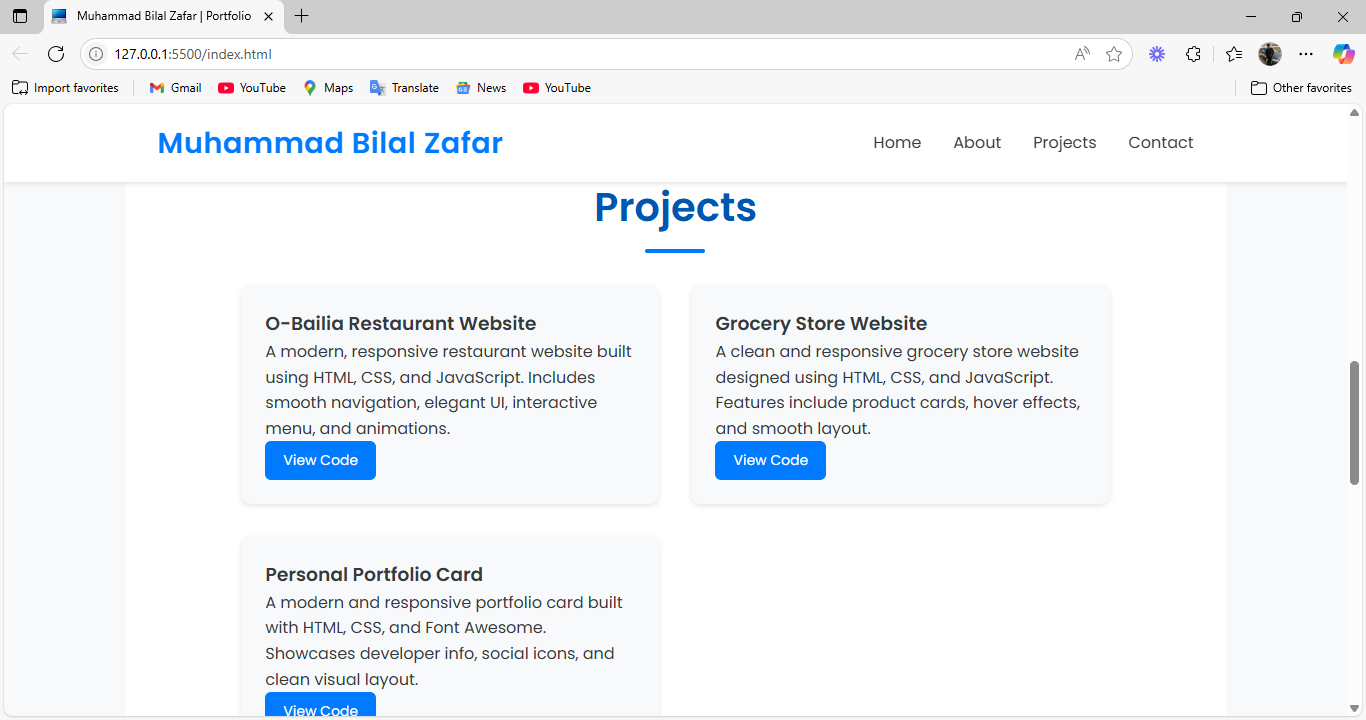 Muhammad Bilal Zafar | Portfolio
127.0.0.1:5500/index.html
Import favorites
Gmail
YouTube
Maps
Translate
News
YouTube
Other favorites
Muhammad Bilal Zafar
Home
About
Projects
Contact
Projects
O-Bailia Restaurant Website
A modern, responsive restaurant website built
using HTML, CSS, and JavaScript. Includes
smooth navigation, elegant UI, interactive
menu, and animations.
View Code
Grocery Store Website
A clean and responsive grocery store website
designed using HTML, CSS, and JavaScript.
Features include product cards, hover effects,
and smooth layout.
View Code
Personal Portfolio Card
A modern and responsive portfolio card built
with HTML, CSS, and Font Awesome.
Showcases developer info, social icons, and
clean visual layout.
View Code